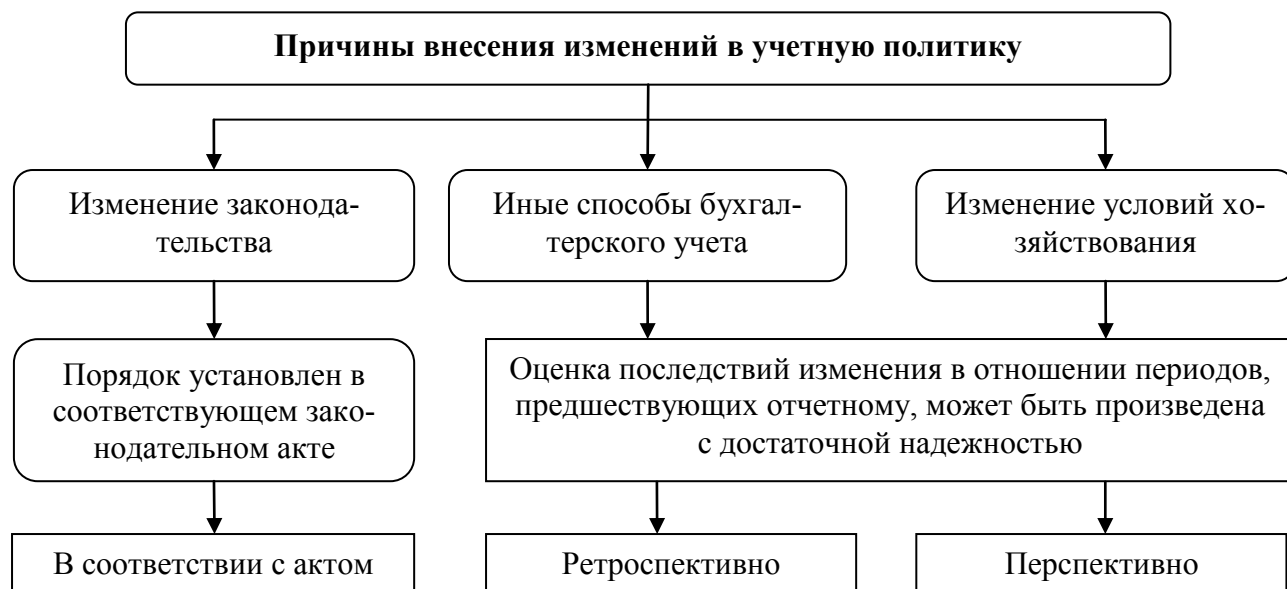 Причины внесения изменений в учетную политику
Изменение законода-
тельства
Иные способы бухгал-
терского учета
Изменение условий хо-
зяйствования
Порядок установлен в
соответствующем зако-
нодательном акте
Оценка последствий изменения в отношении периодов,
предшествующих отчетному, может быть произведена
с достаточной надежностью
В соответствии с актом
Ретроспективно
Перспективно